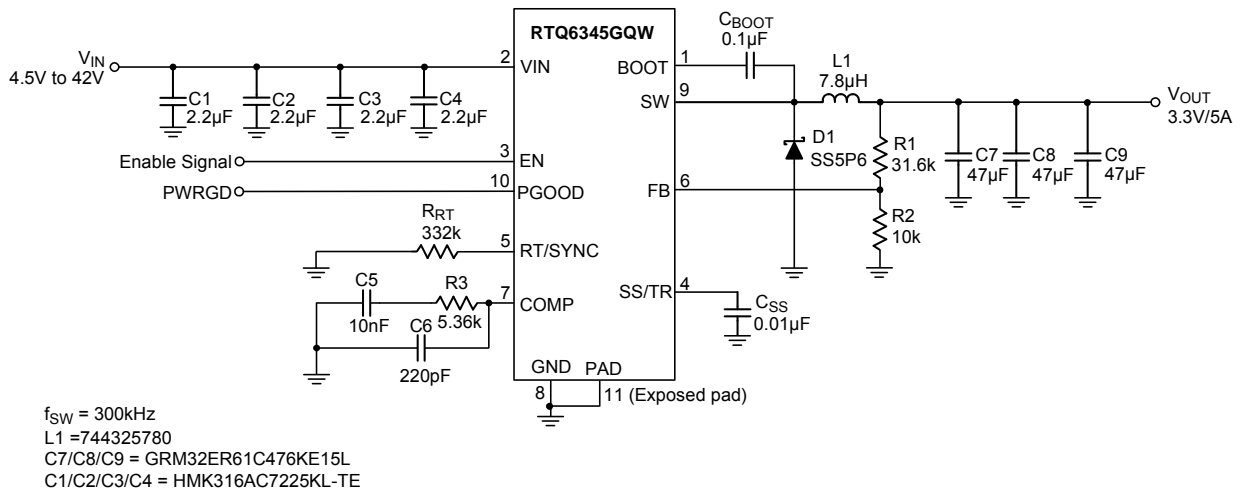 RTQ6345GQW
VIN
4.5V to 42V
C1
2.2µF
C2
2.2µF
C3
2.2µF
C4
2.2µF
2
VIN
Enable Signal
3
EN
PWRGD
10
PGOOD
RRT
332k
5
RT/SYNC
C5
10nF
R3
5.36k
7
COMP
C6
220pF
GND
PAD
8
11 (Exposed pad)
CBOOT
0.1µF
1
BOOT
9
SW
L1
7.8µH
D1
SS5P6
R1
31.6k
6
FB
R2
10k
C7
47µF
C8
47µF
C9
47µF
VOUT
3.3V/5A
4
SS/TR
CSS
0.01µF
fSW = 300kHz
L1 =744325780
C7/C8/C9 = GRM32ER61C476KE15L
C1/C2/C3/C4 = HMK316AC7225KL-TE